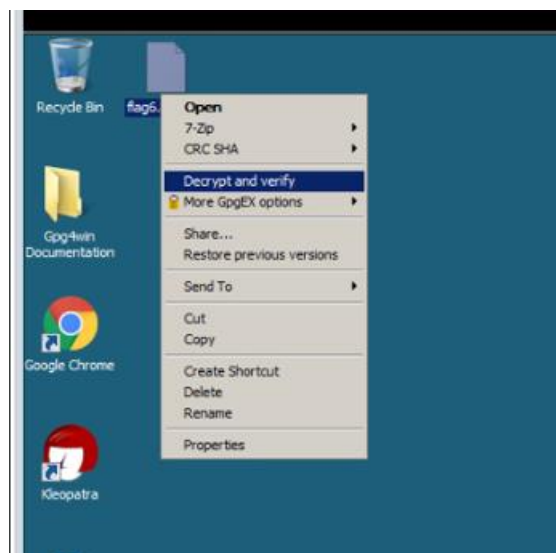 Recycle Bin
flag6.
Open
7-Zip
CRC SHA
Decrypt and verify
More GpgEX options
Share...
Restore previous versions
Send To
Cut
Copy
Create Shortcut
Delete
Rename
Properties
Gpg4win
Documentation
Google Chrome
Kleopatra